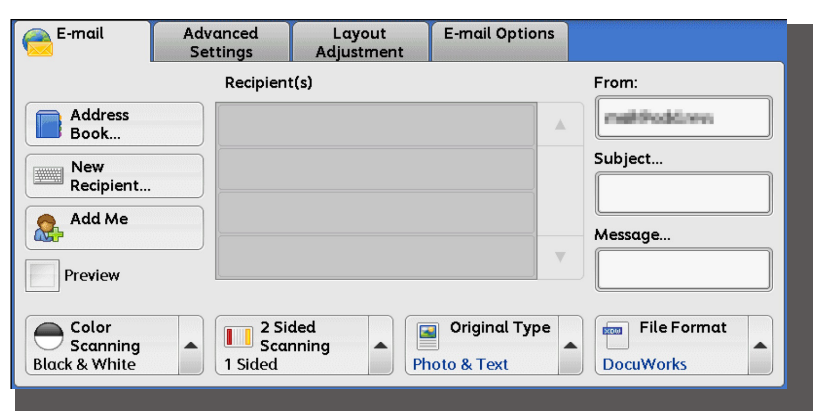 E-mail
Advanced
Settings
Layout
Adjustment
E-mail Options
Recipient(s)
From:
Address
Book...
New
Recipient...
Subject...
Add Me
Message...
Preview
Color
Scanning
Black & White
2 Sided
Scanning
1 Sided
Original Type
Photo & Text
XDW
File Format
DocuWorks